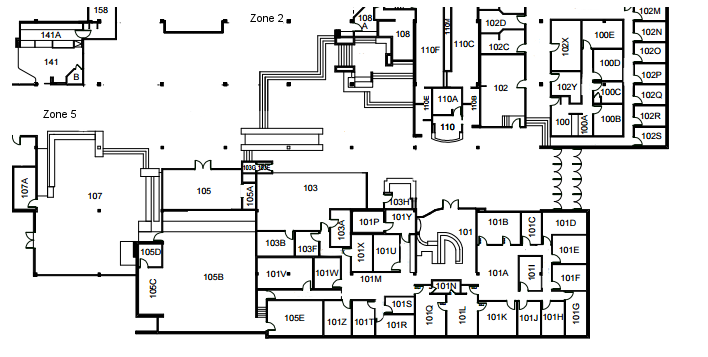 158
Zone 2
108
A
102M
141A
108
110I
102D
102X
100E
102N
110F
110C
102C
102O
141
100D
B
102
102P
102Y
110E
110A
110B
100C
102Q
Zone 5
110
100
100A
100B
102R
102S
103G
103F
107A
107
105
105A
103
103H
101P
101Y
101B
101C
101D
103A
101
103B
103F
101X
101U
101E
105D
101A
101I
105C
105B
101V
101W
101M
101F
101N
101S
105E
101Z
101T
101R
101Q
101L
101K
101J
101H
101G